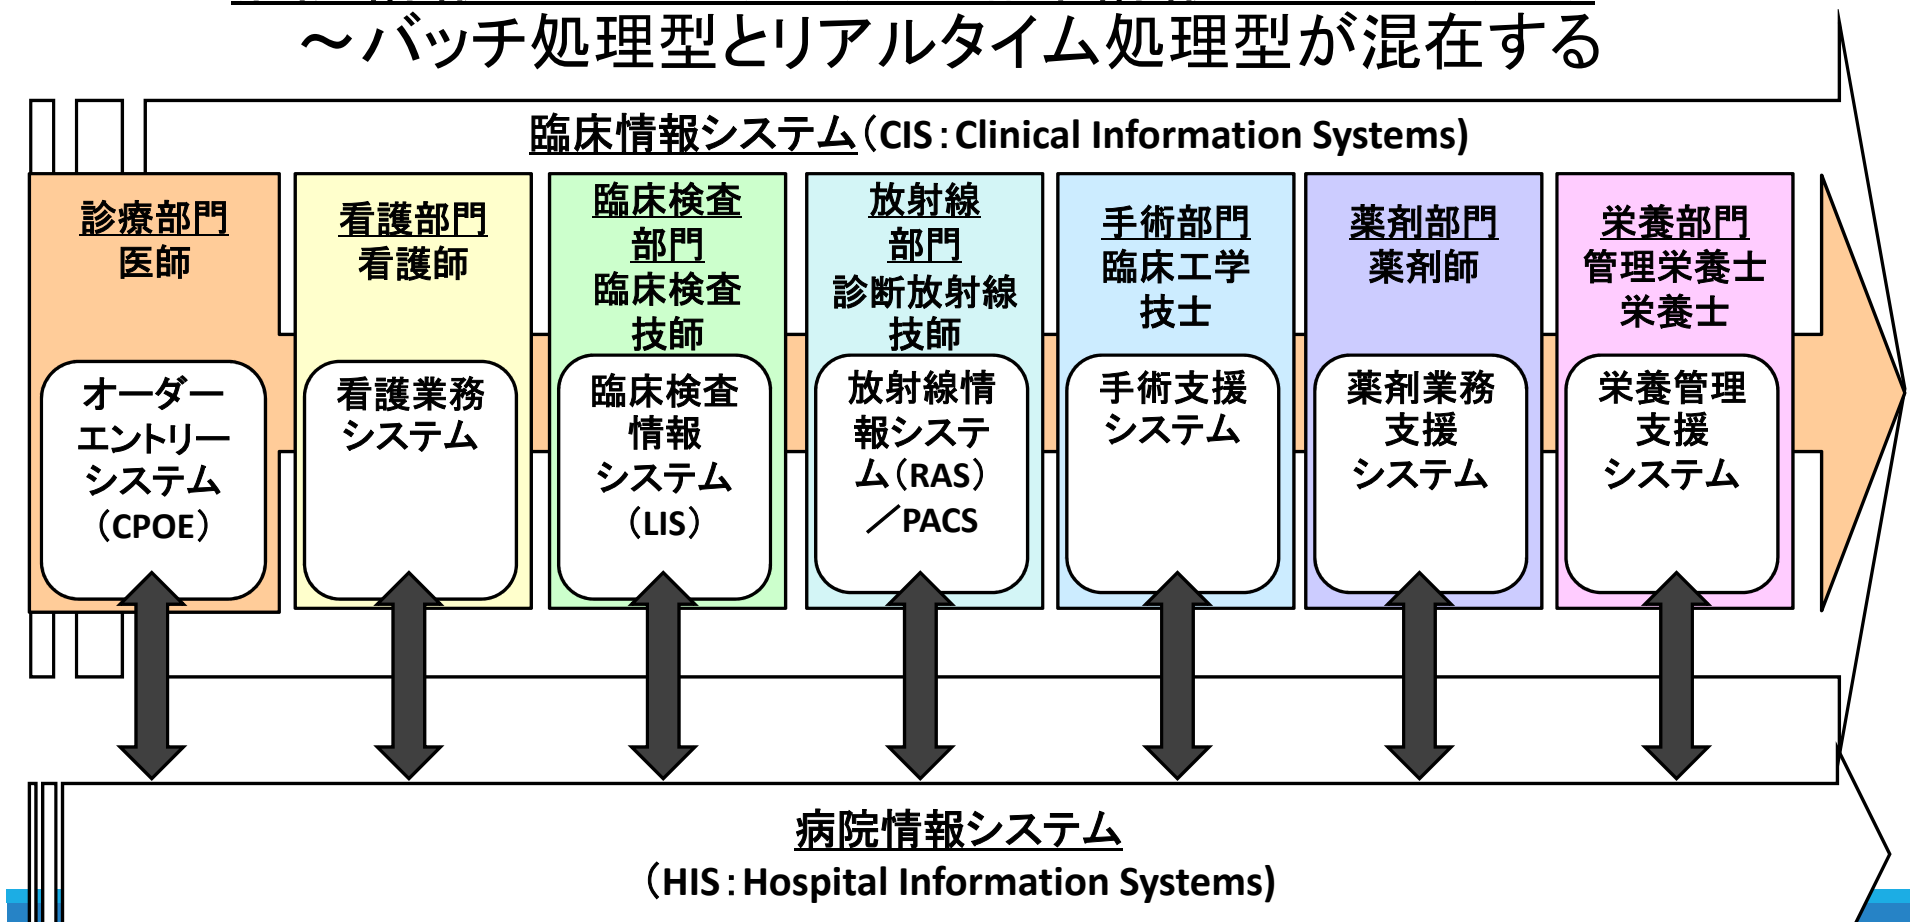 ～バッチ処理型とリアルタイム処理型が混在する
臨床情報システム（CIS：Clinical Information Systems)
診療部門
医師
オーダー
エントリー
システム
（CPOE）
看護部門
看護師
看護業務
システム
臨床検査
部門
臨床検査
技師
臨床検査
情報
システム
（LIS）
放射線
部門
診断放射線
技師
放射線情
報システ
ム（RAS）
／PACS
手術部門
臨床工学
技士
手術支援
システム
薬剤部門
薬剤師
薬剤業務
支援
システム
栄養部門
管理栄養士
栄養士
栄養管理
支援
システム
病院情報システム
（HIS：Hospital Information Systems)